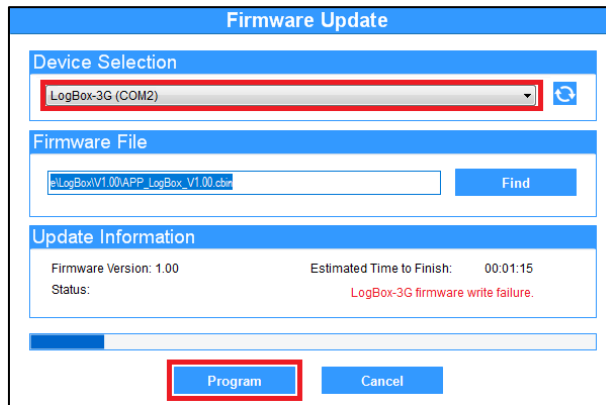 Firmware Update
Device Selection
LogBox-3G (COM2)
Firmware File
e\LogBox\V1.00\APP_LogBox_V1.00.cbin
Find
Update Information
Firmware Version: 1.00 Estimated Time to Finish: 00:01:15
Status: LogBox-3G firmware write failure.
Program Cancel